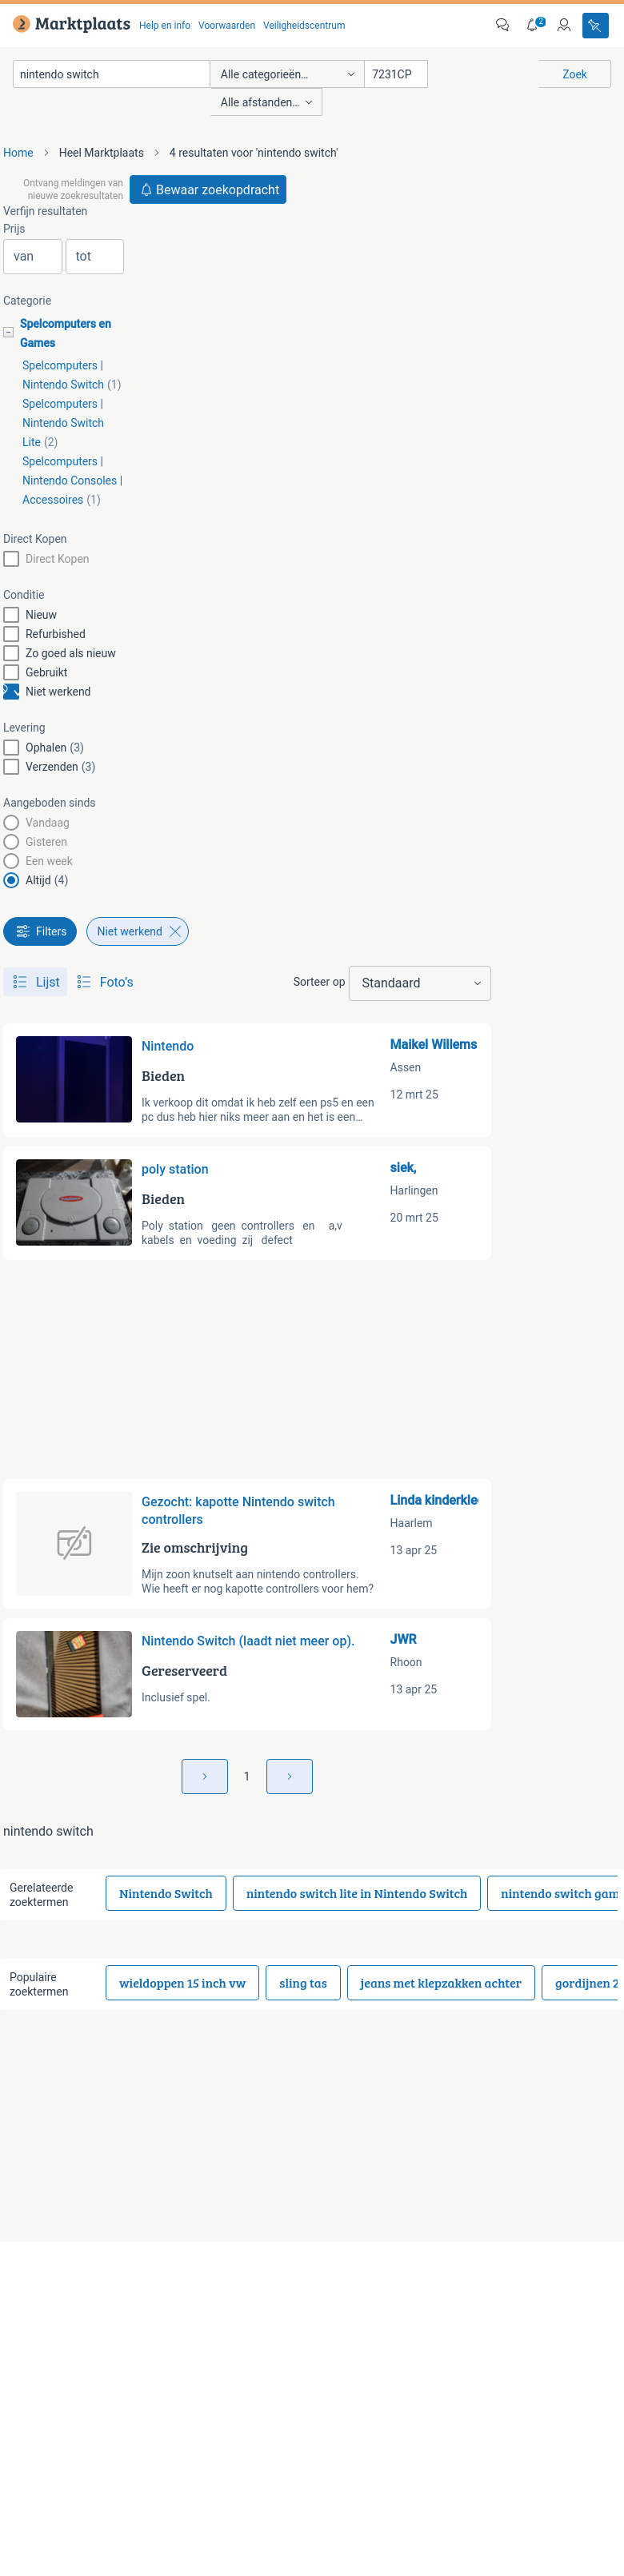 Marktplaats Help en info Voorwaarden Veiligheidscentrum 2
nintendo switch Alle categorieën... 7231CP Zoek
Alle afstanden...
Home Heel Marktplaats 4 resultaten voor 'nintendo switch'
Ontvang meldingen van
nieuwe zoekresultaten
Bewaar zoekopdracht
Verfijn resultaten
Prijs
van tot
Categorie
Spelcomputers en
Games
Spelcomputers |
Nintendo Switch (1)
Spelcomputers |
Nintendo Switch
Lite (2)
Spelcomputers |
Nintendo Consoles |
Accessoires (1)
Direct Kopen
Direct Kopen
Conditie
Nieuw
Refurbished
Zo goed als nieuw
Gebruikt
Niet werkend
Levering
Ophalen (3)
Verzenden (3)
Aangeboden sinds
Vandaag
Gisteren
Een week
Altijd (4)
Filters Niet werkend
Lijst Foto's Sorteer op Standaard
Nintendo
Bieden
Ik verkoop dit omdat ik heb zelf een ps5 en een
pc dus heb hier niks meer aan en het is een...
Maikel Willems
Assen
12 mrt 25
poly station
Bieden
Poly station geen controllers en a,v
kabels en voeding zij defect
siek,
Harlingen
20 mrt 25
Gezocht: kapotte Nintendo switch
controllers
Zie omschrijving
Mijn zoon knutselt aan nintendo controllers.
Wie heeft er nog kapotte controllers voor hem?
Linda kinderkle
Haarlem
13 apr 25
Nintendo Switch (laadt niet meer op).
Gereserveerd
Inclusief spel.
JWR
Rhoon
13 apr 25
1
nintendo switch
Gerelateerde
zoektermen
Nintendo Switch nintendo switch lite in Nintendo Switch nintendo switch gam
Populaire
zoektermen
wieldoppen 15 inch vw sling tas jeans met klepzakken achter gordijnen 2